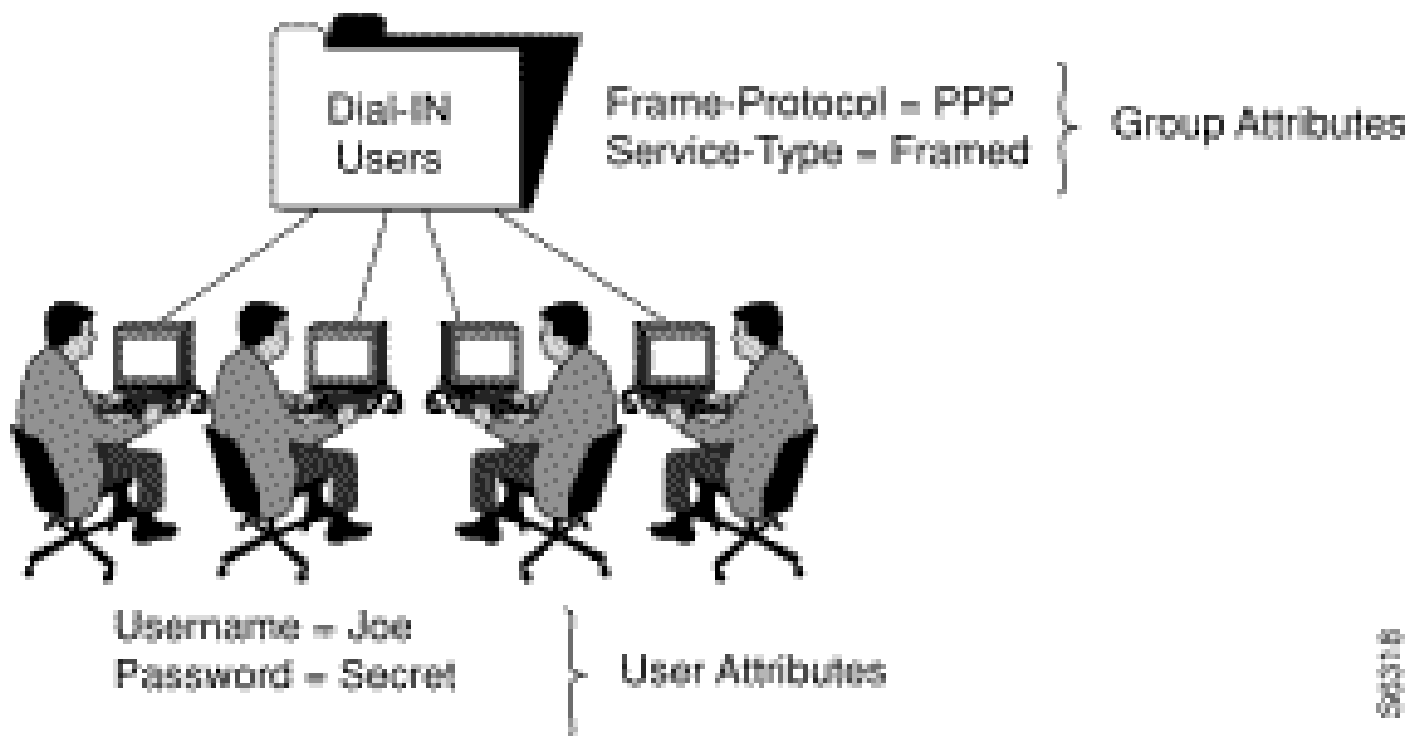 Dial-IN
Users
Frame-Protocol = PPP
Service-Type = Framed
Group Attributes
Username = Joe
Password = Secret
User Attributes